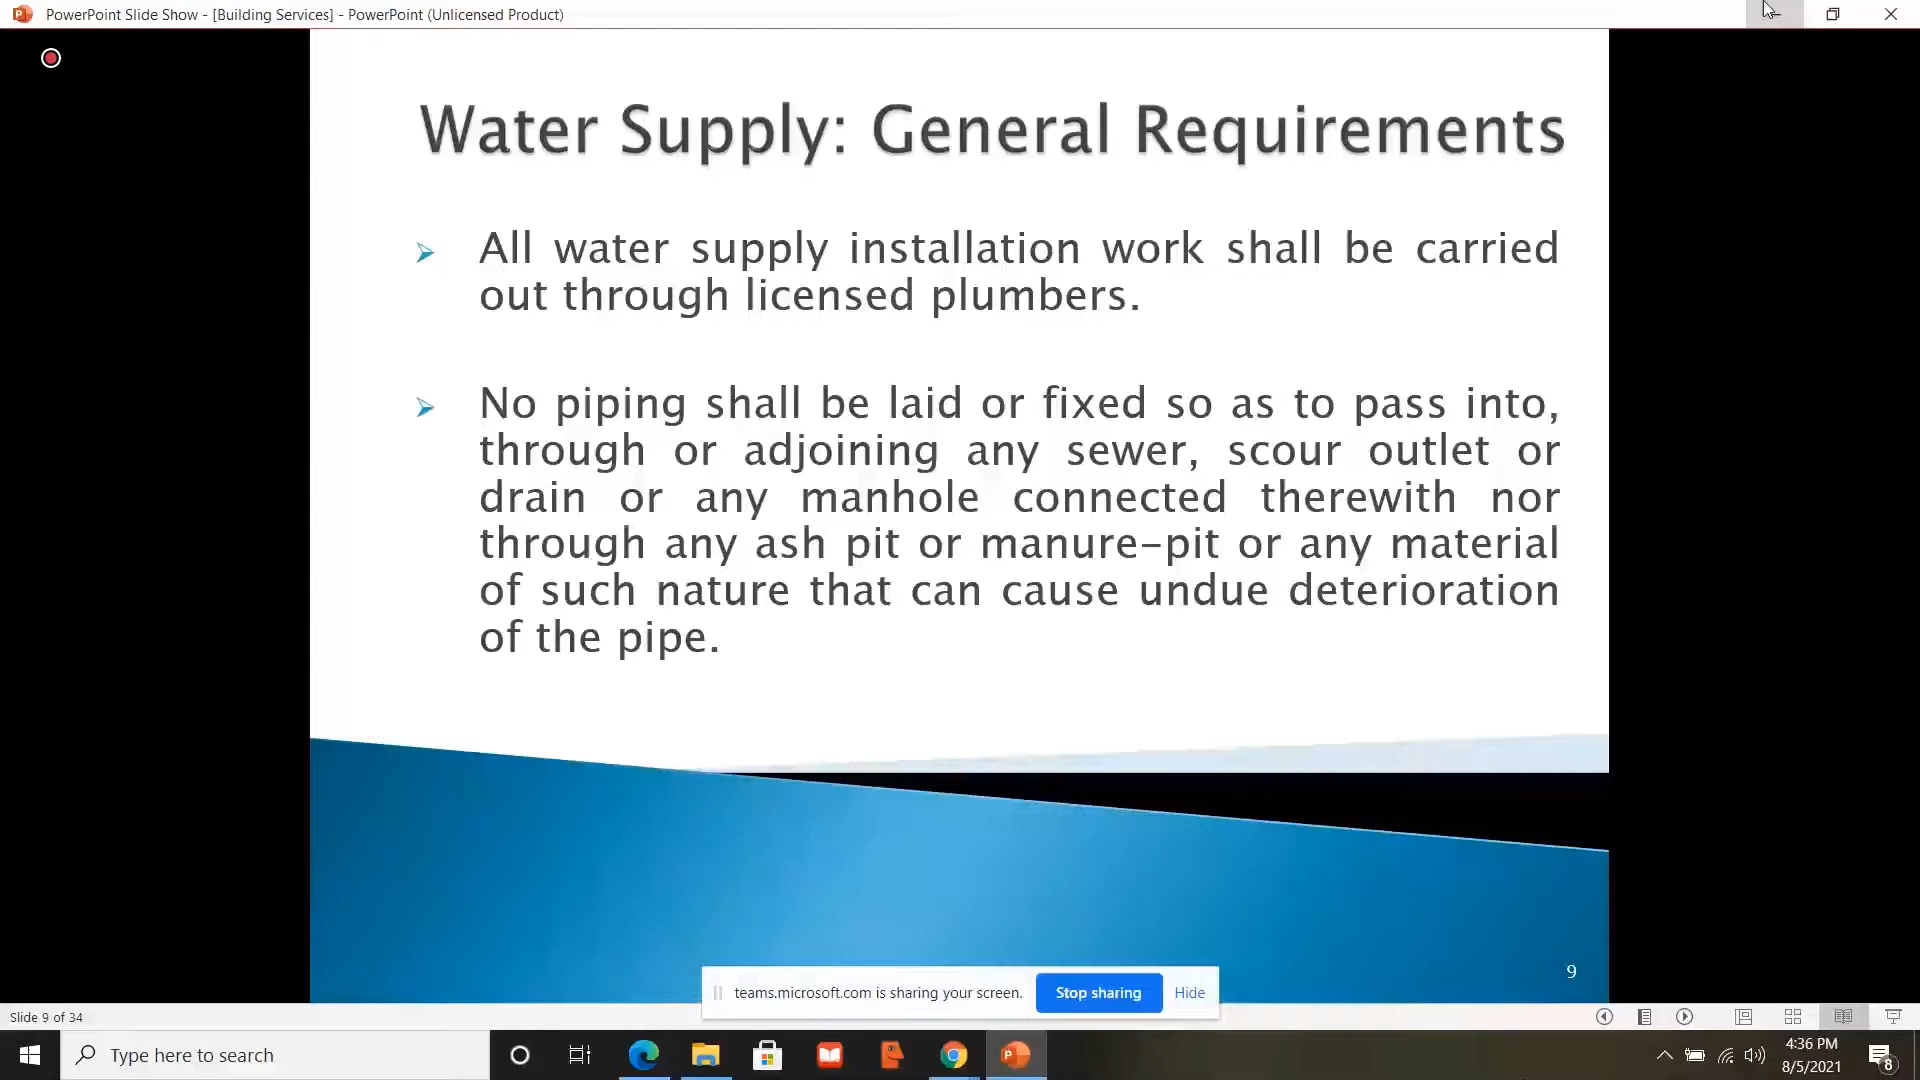 PowerPoint Slide Show - [Building Services] - PowerPoint (Unlicensed Product)
Water Supply: General Requirements
All water supply installation work shall be carried
out through licensed plumbers.
No piping shall be laid or fixed so as to pass into,
through or adjoining any sewer, scour outlet or
drain or any manhole connected therewith nor
through any ash pit or manure-pit or any material
of such nature that can cause undue deterioration
of the pipe.
9
teams.microsoft.com is sharing your screen. Stop sharing Hide
Slide 9 of 34
Type here to search
4:36 PM
8/5/2021
8